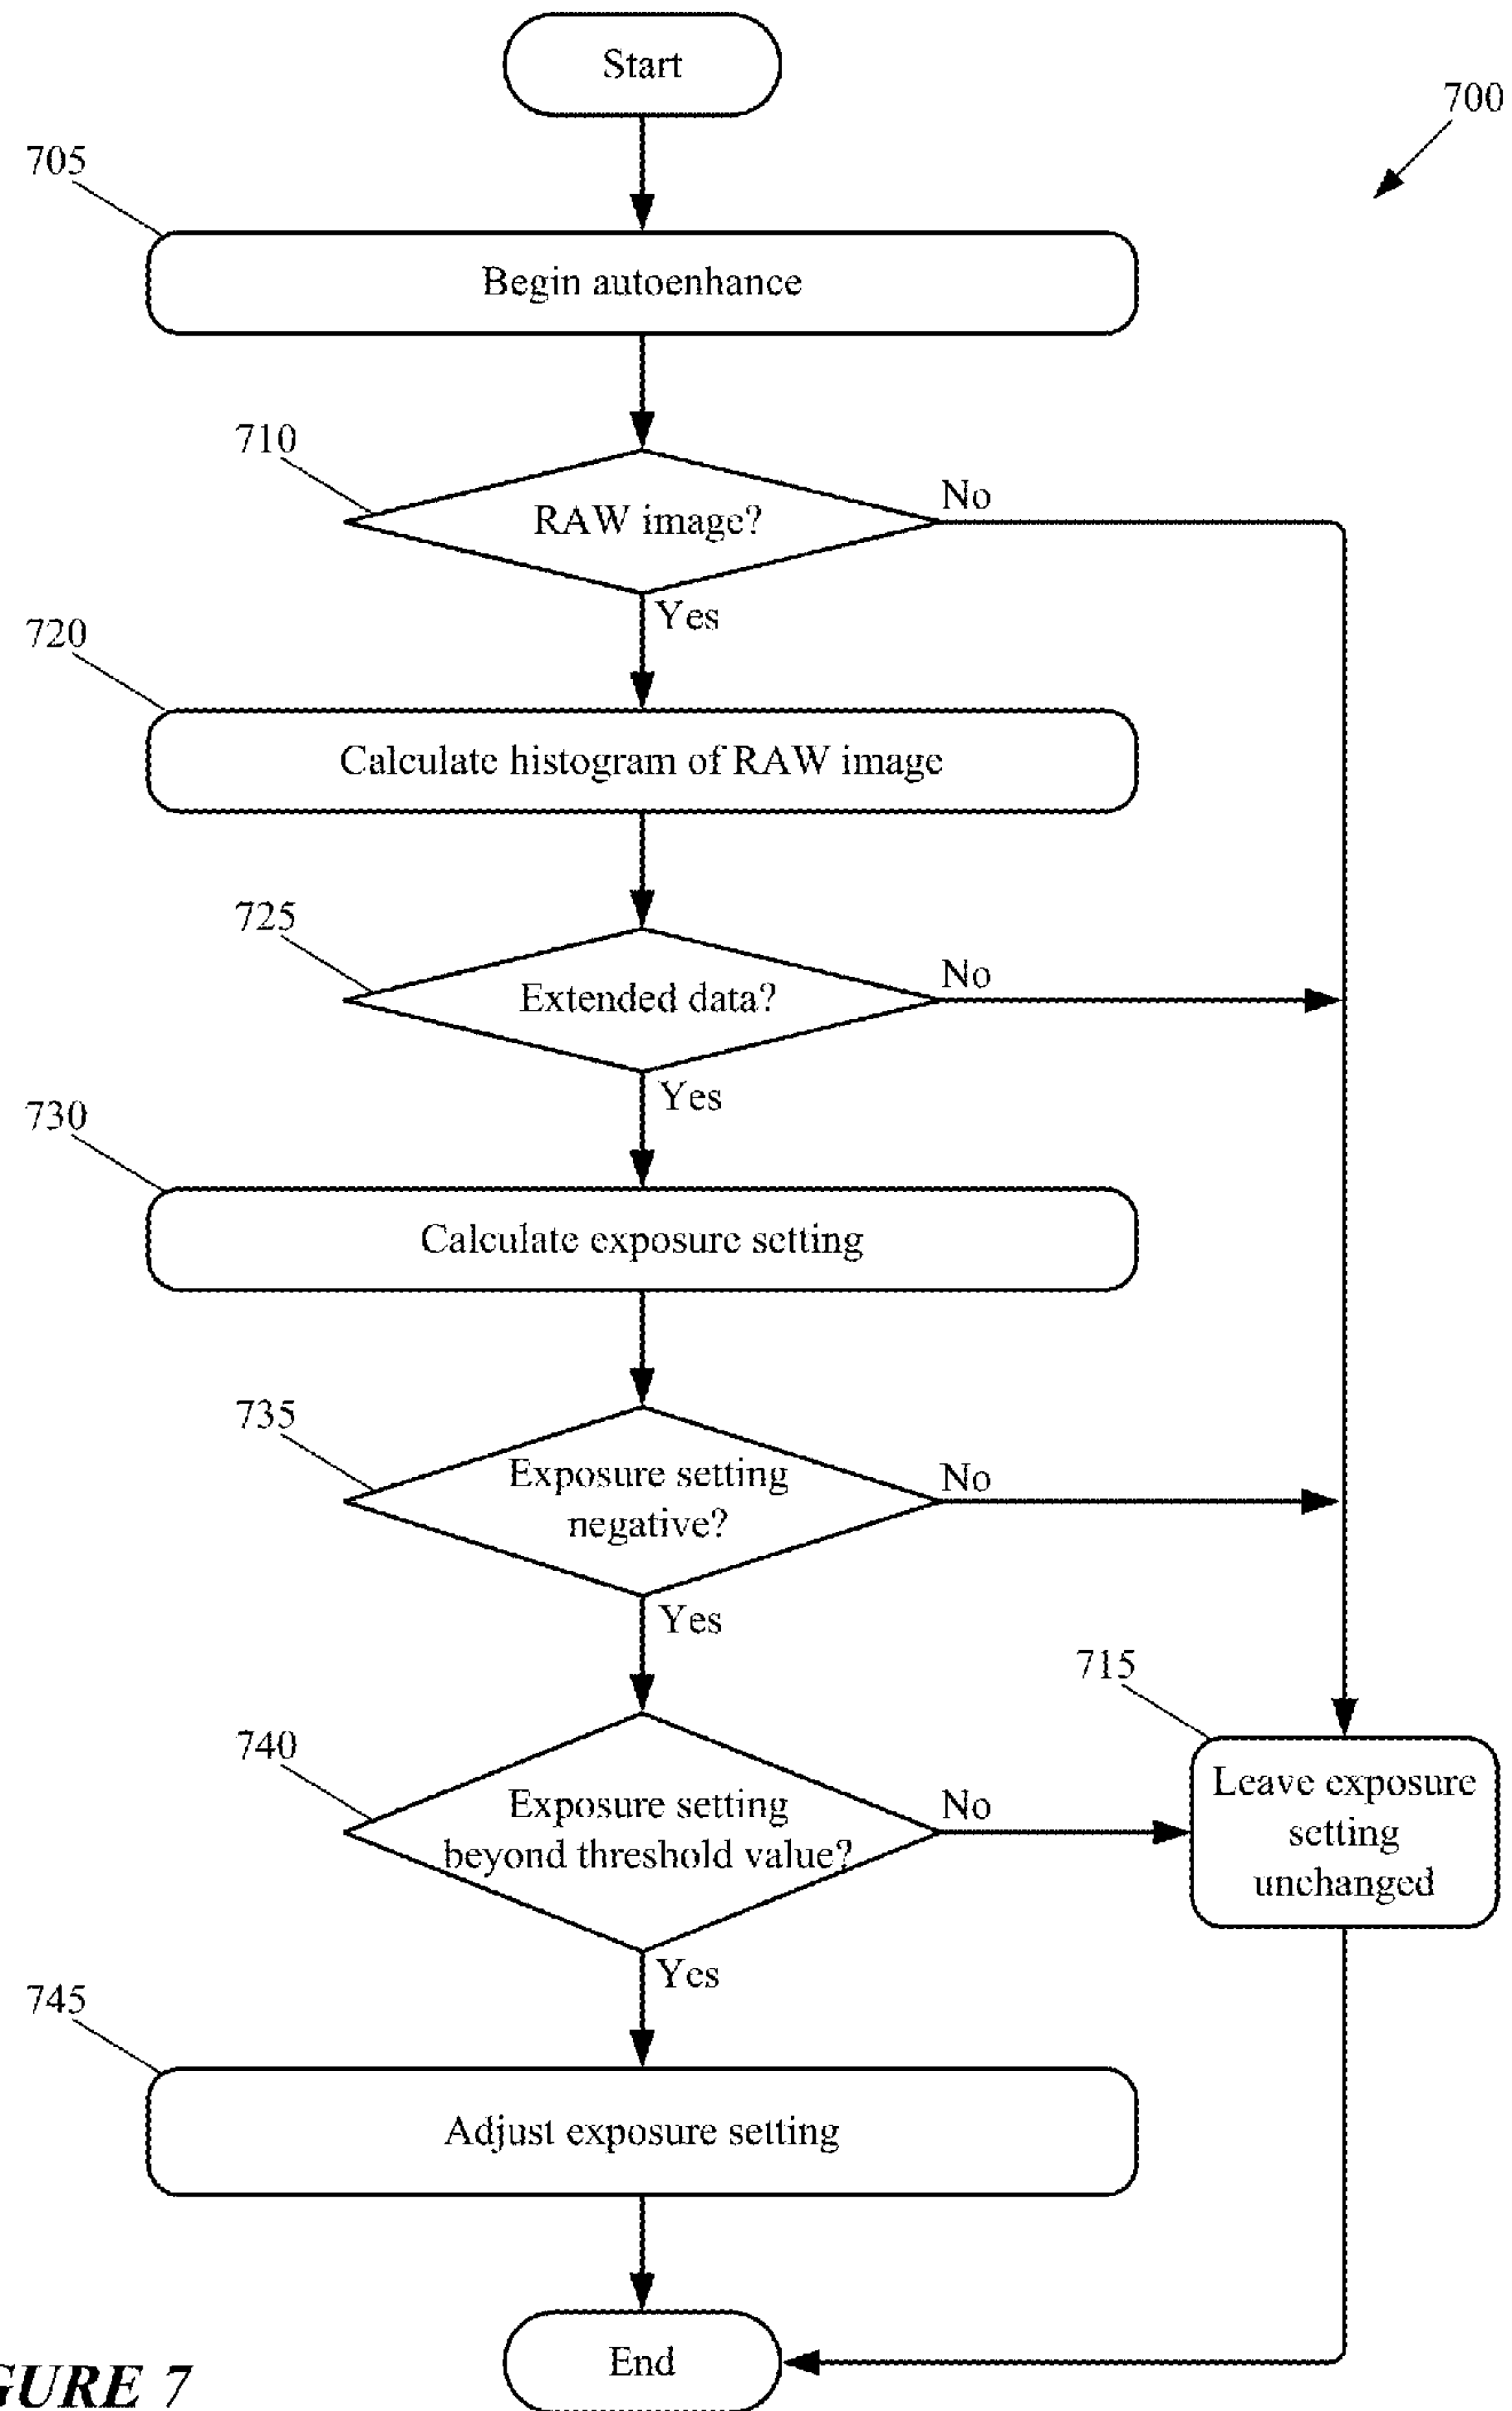 Start
700
705
Begin autoenhance
710
RAW image?
No
Yes
720
Calculate histogram of RAW image
725
Extended data?
No
Yes
730
Calculate exposure setting
735
Exposure setting
negative?
No
Yes
715
Leave exposure
setting
unchanged
740
Exposure setting
beyond threshold value?
No
Yes
745
Adjust exposure setting
End
GURE 7